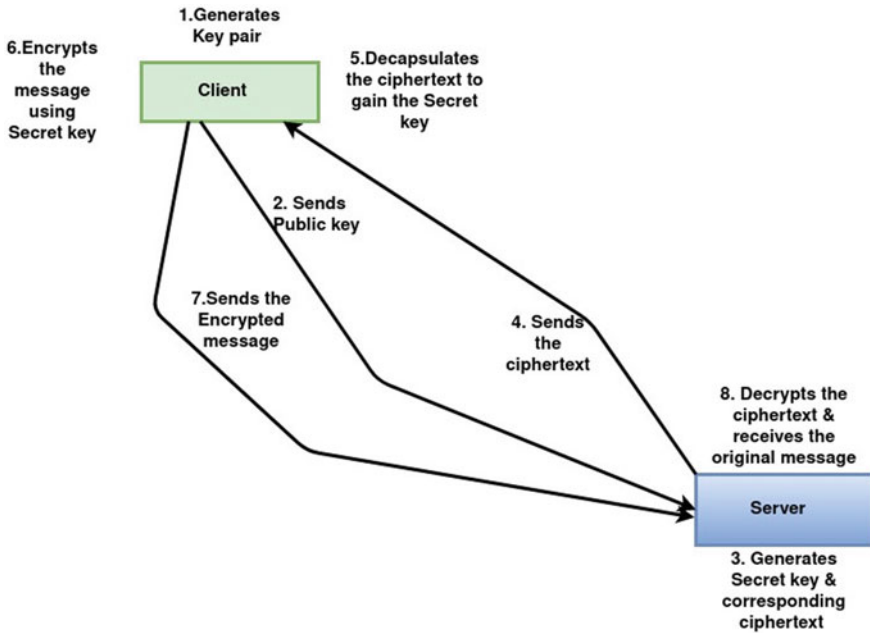 1.Generates
Key pair
6.Encrypts
the
message
using
Secret key
Client
5.Decapsulates
the ciphertext to
gain the Secret
key
2. Sends
Public key
7.Sends the
Encrypted
message
4. Sends
the
ciphertext
8. Decrypts the
ciphertext &
receives the
original message
Server
3. Generates
Secret key &
corresponding
ciphertext